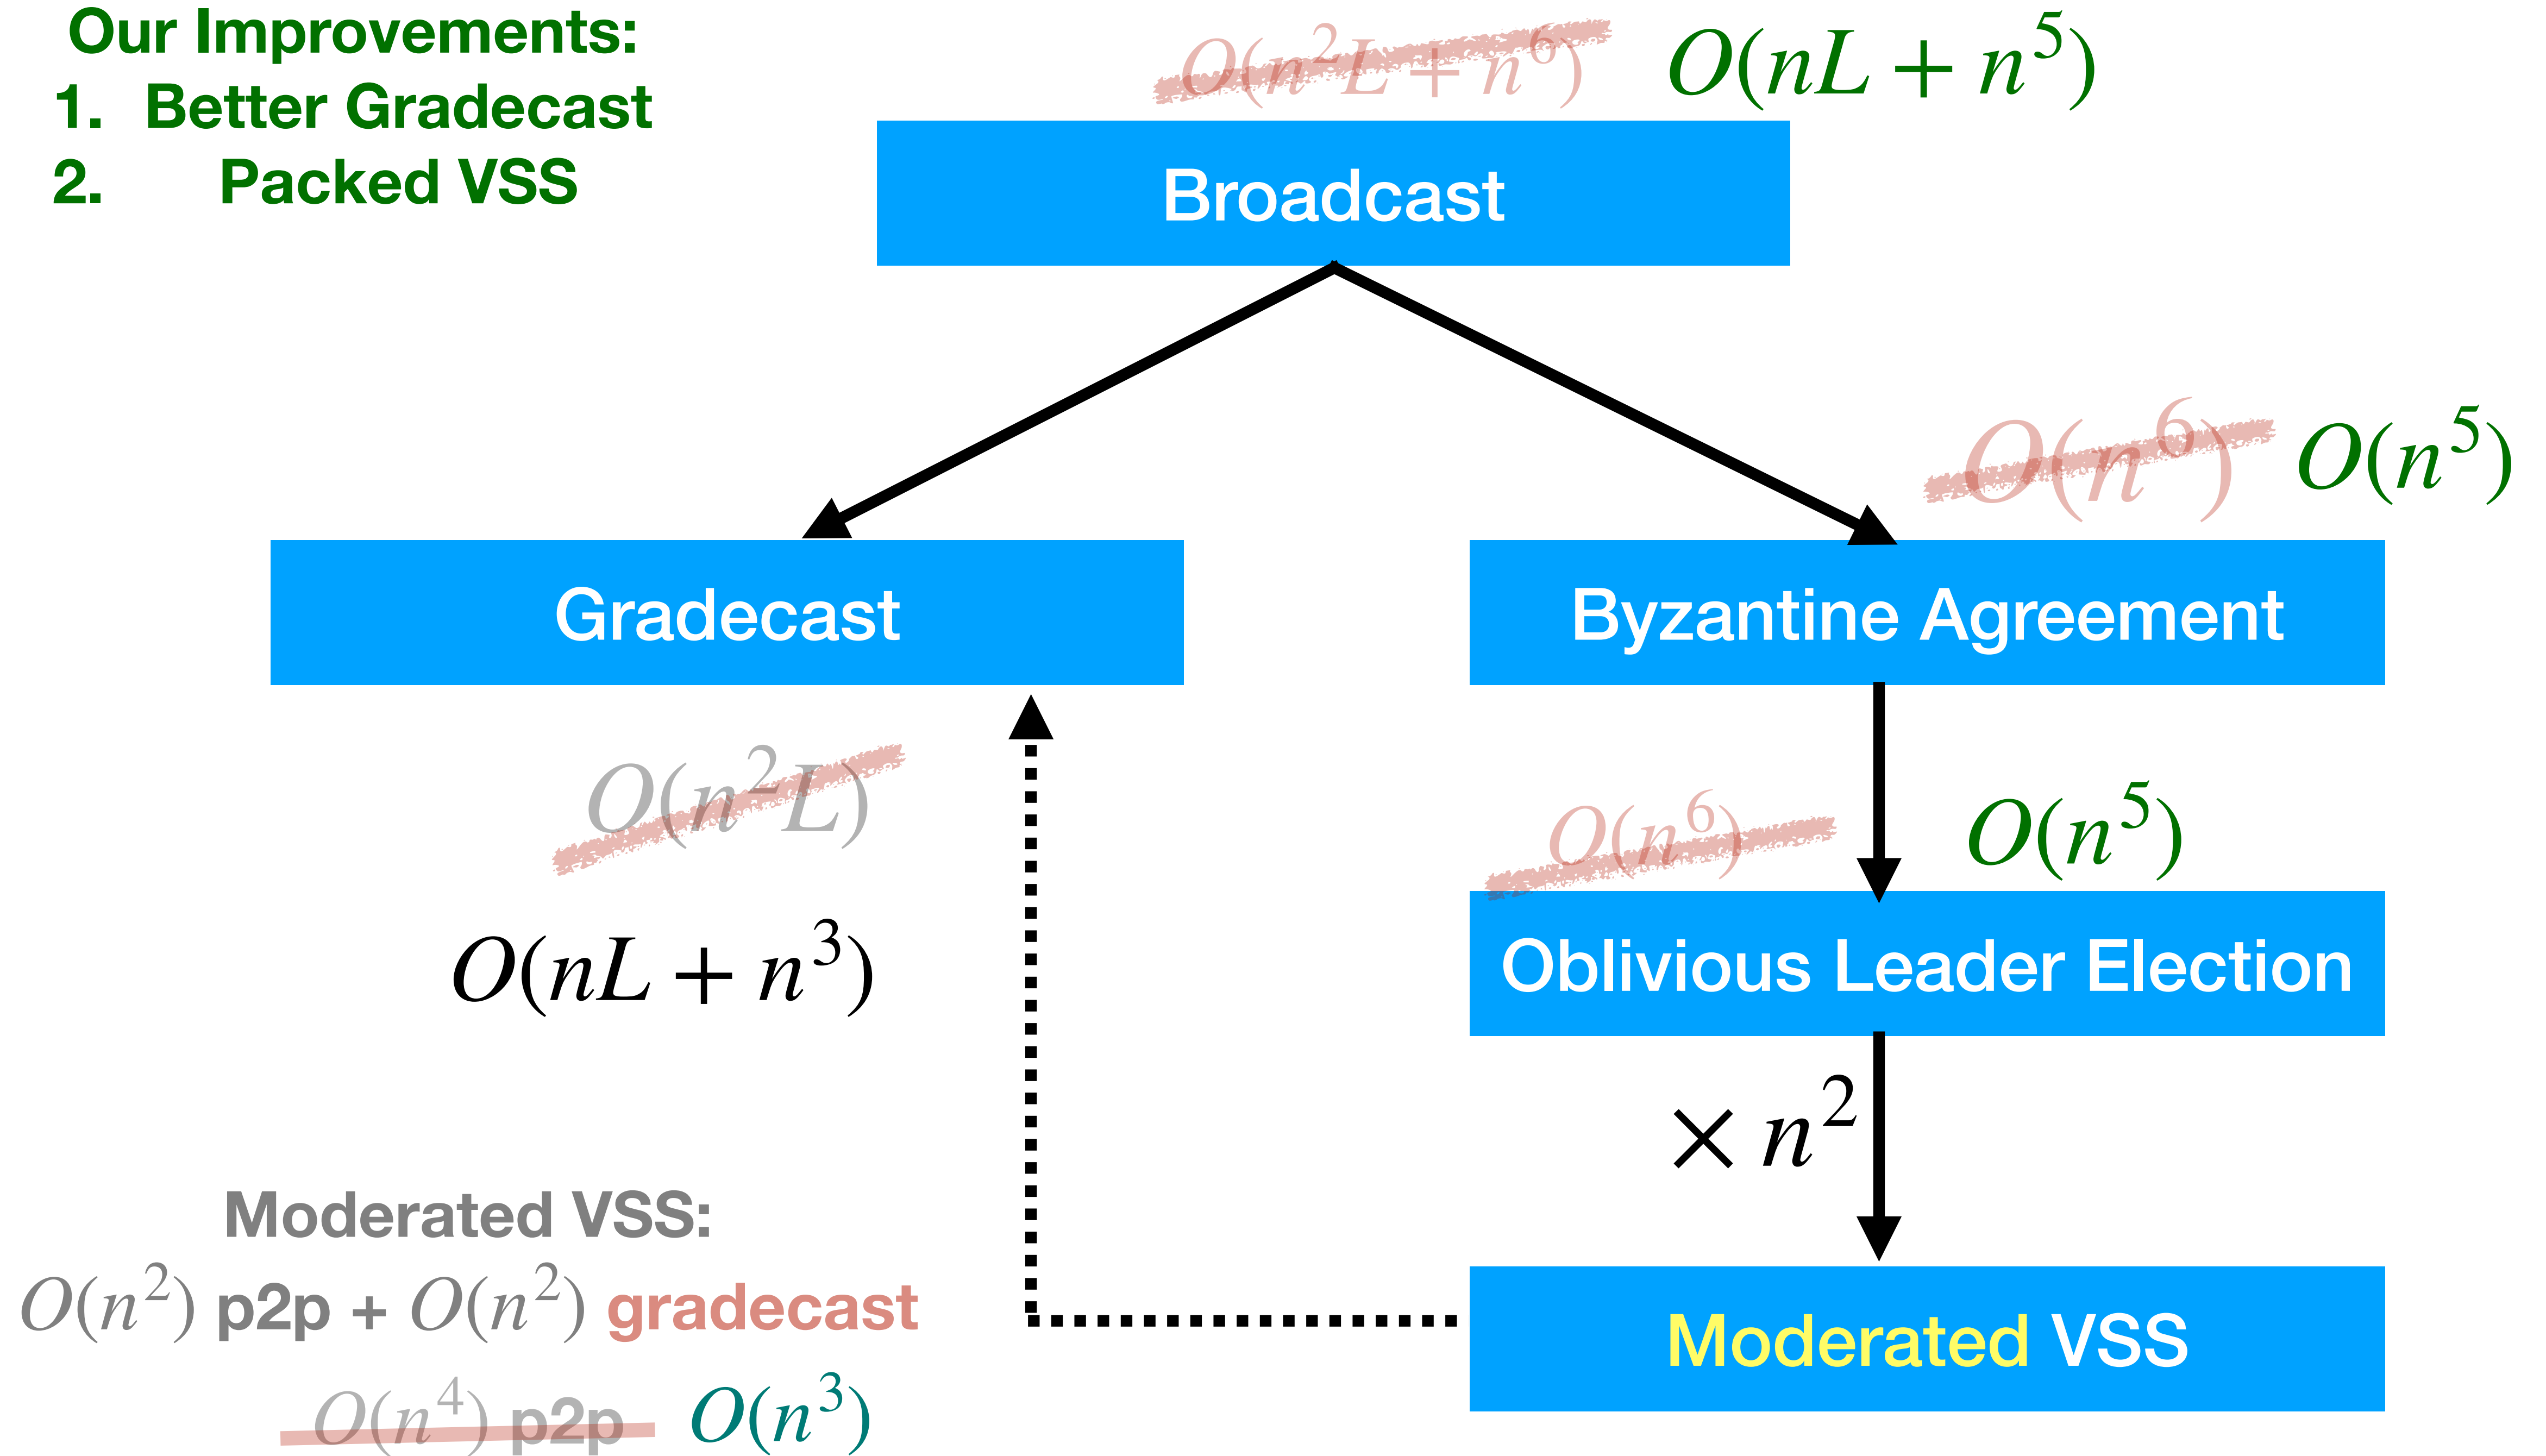 Our Improvements:
1. Better Gradecast
2. Packed VSS
O(n²L + n⁶) O(nL + n⁵)
Broadcast
O(n⁶) O(n⁵)
Gradecast
Byzantine Agreement
O(n²L)
O(n⁶) O(n⁵)
O(nL + n³)
Oblivious Leader Election
× n²
Moderated VSS:
O(n²) p2p + O(n²) gradecast
Moderated VSS
O(n⁴) p2p O(n³)